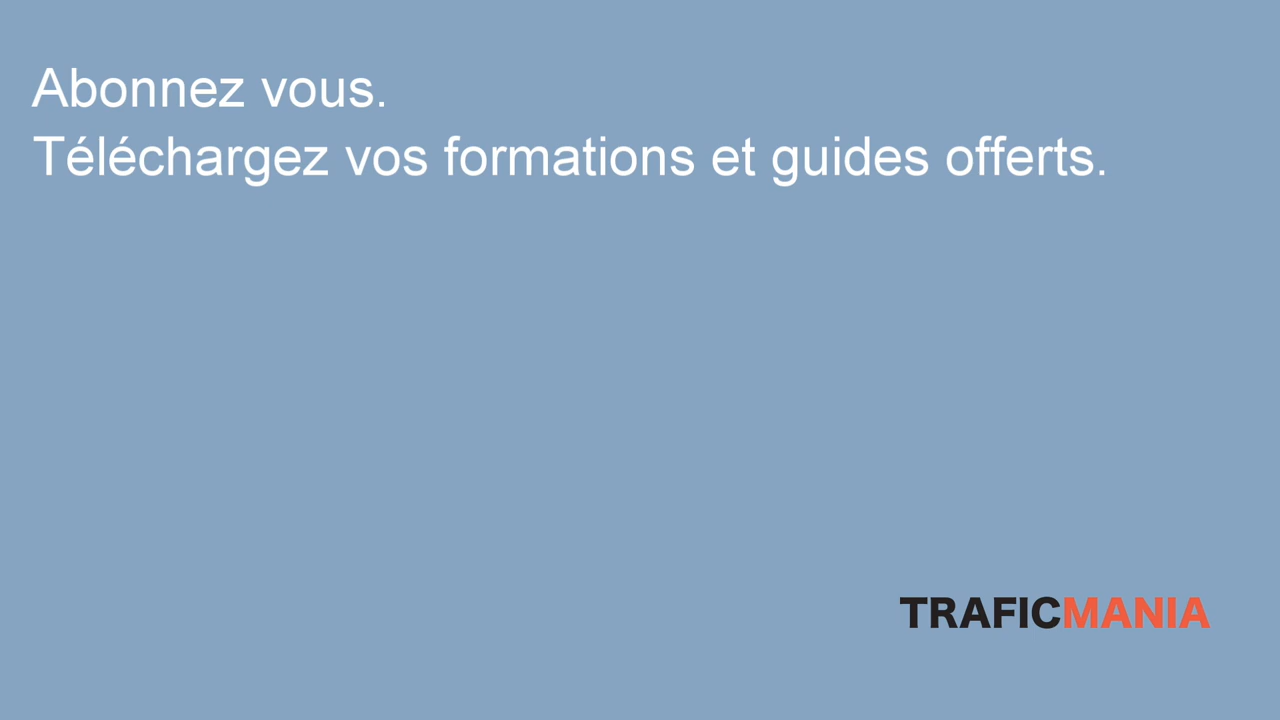 Abonnez vous.
Téléchargez vos formations et guides offerts.
TRAFICMANIA